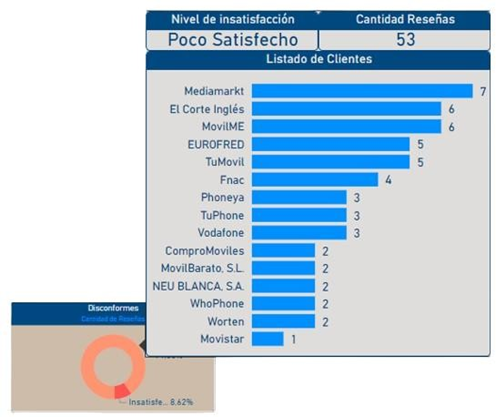 Nivel de insatisfacción Cantidad Reseñas
Poco Satisfecho 53
Listado de Clientes
Mediamarkt 7
El Corte Inglés 6
MovilME 6
EUROFRED 5
TuMovil 5
Fnac 4
Phoneya 3
TuPhone 3
Vodafone 3
ComproMoviles 2
MovilBarato, S.L. 2
NEU BLANCA, S.A. 2
WhoPhone 2
Worten 2
Movistar 1
Disconformes
Cantidad de Reseñas
Insatisfe... 8,62%